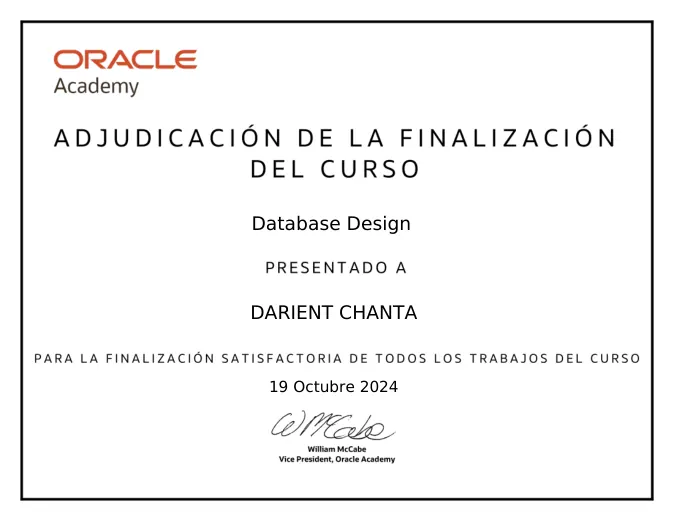 ORACLE
Academy
ADJUDICACIÓN DE LA FINALIZACIÓN
DEL CURSO
Database Design
PRESENTADO A
DARIENT CHANTA
PARA LA FINALIZACIÓN SATISFACTORIA DE TODOS LOS TRABAJOS DEL CURSO
19 Octubre 2024
W McCabe
William McCabe
Vice President, Oracle Academy